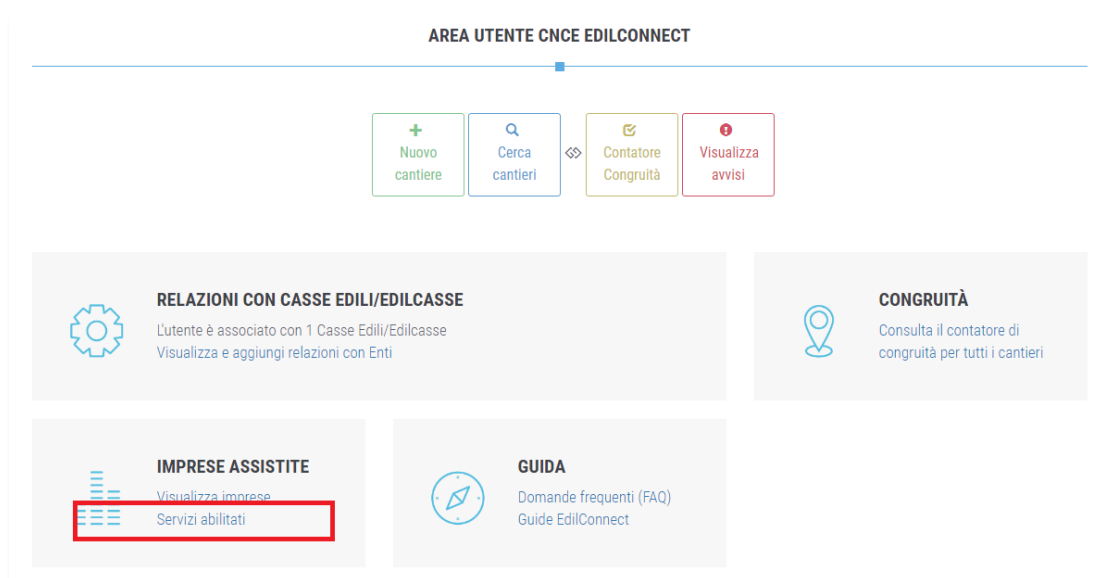 AREA UTENTE CNCE EDILCONNECT
Nuovo
cantiere
Cerca
cantieri
Contatore
Congruità
Visualizza
avvisi
RELAZIONI CON CASSE EDILI/EDILCASSE
L'utente è associato con 1 Casse Edili/Edilcasse
Visualizza e aggiungi relazioni con Enti
CONGRUITÀ
Consulta il contatore di
congruità per tutti i cantieri
IMPRESE ASSISTITE
Visualizza imprese
Servizi abilitati
GUIDA
Domande frequenti (FAQ)
Guide EdilConnect